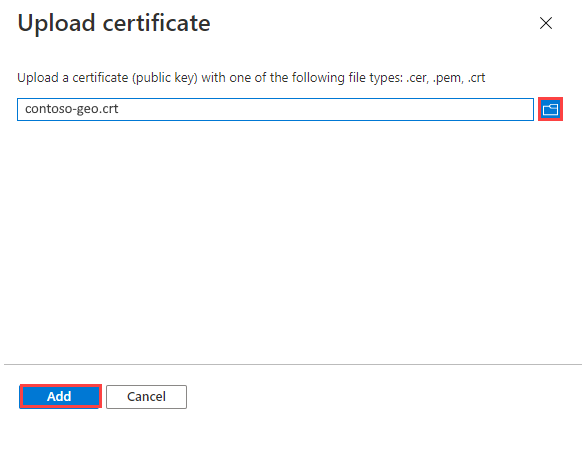 Upload certificate
Upload a certificate (public key) with one of the following file types: .cer, .pem, .crt
contoso-geo.crt
Add Cancel